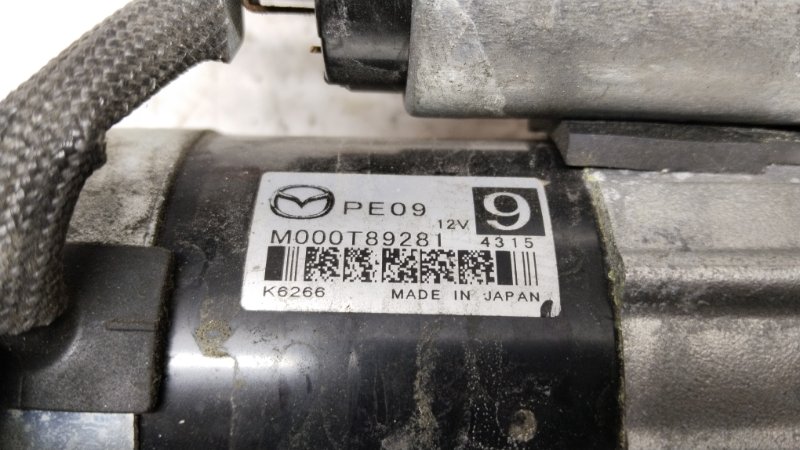 PE09
12V
9
M000T89281 4315
K6266 MADE IN JAPAN